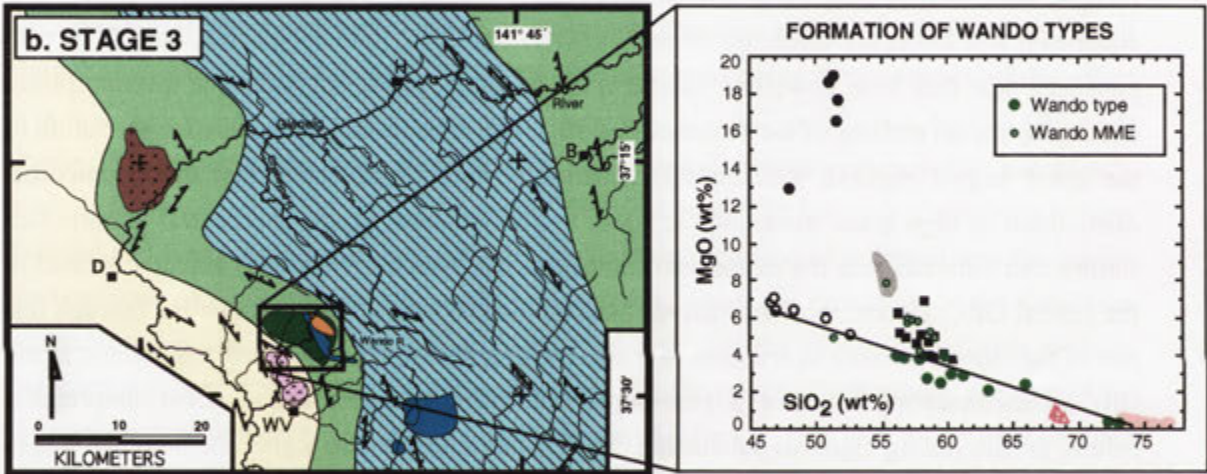 b. STAGE 3
141° 45´
H
River
Glenelg
B
37°15´
D
N
Wando R
WV
37°30´
0 10 20
KILOMETERS
FORMATION OF WANDO TYPES
20
18
16
14
12
10
8
6
4
2
0
MgO (wt%)
Wando type
Wando MME
SIO2 (wt%)
45 50 55 60 65 70 75